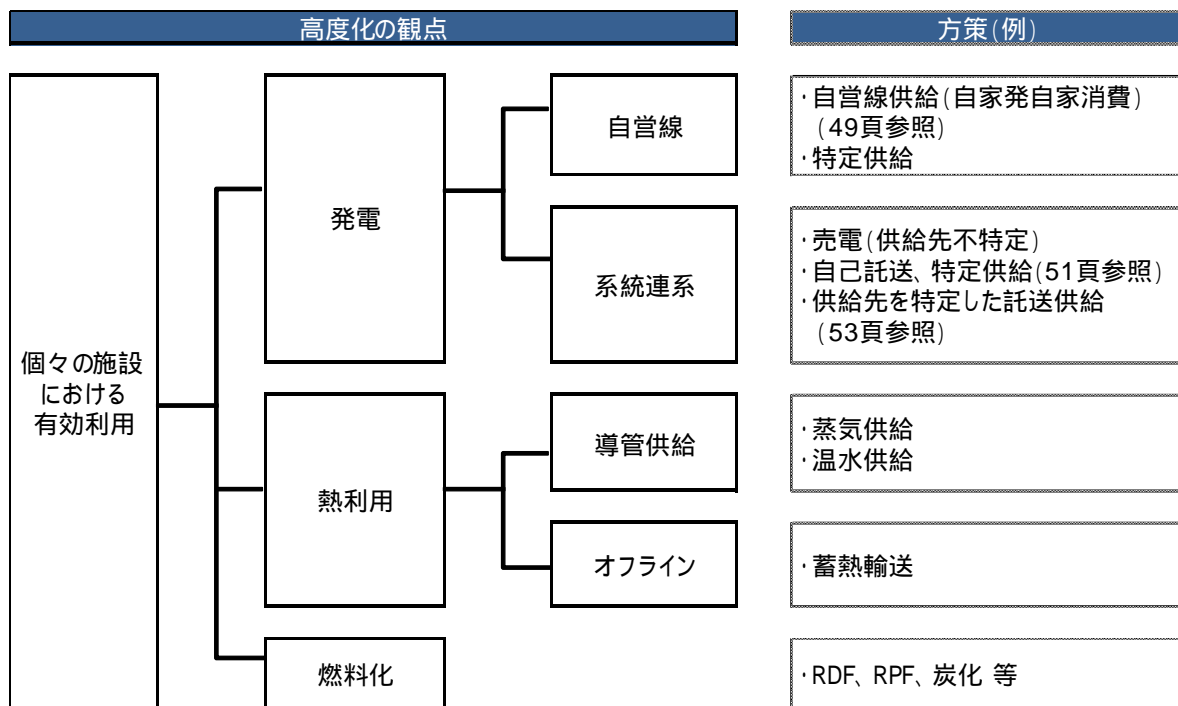 高度化の観点
方策(例)
個々の施設
における
有効利用
発電
自営線
・自営線供給(自家発自家消費)
(49頁参照)
・特定供給
系統連系
・売電(供給先不特定)
・自己託送、特定供給(51頁参照)
・供給先を特定した託送供給
(53頁参照)
熱利用
導管供給
・蒸気供給
・温水供給
オフライン
・蓄熱輸送
燃料化
・RDF、RPF、炭化 等